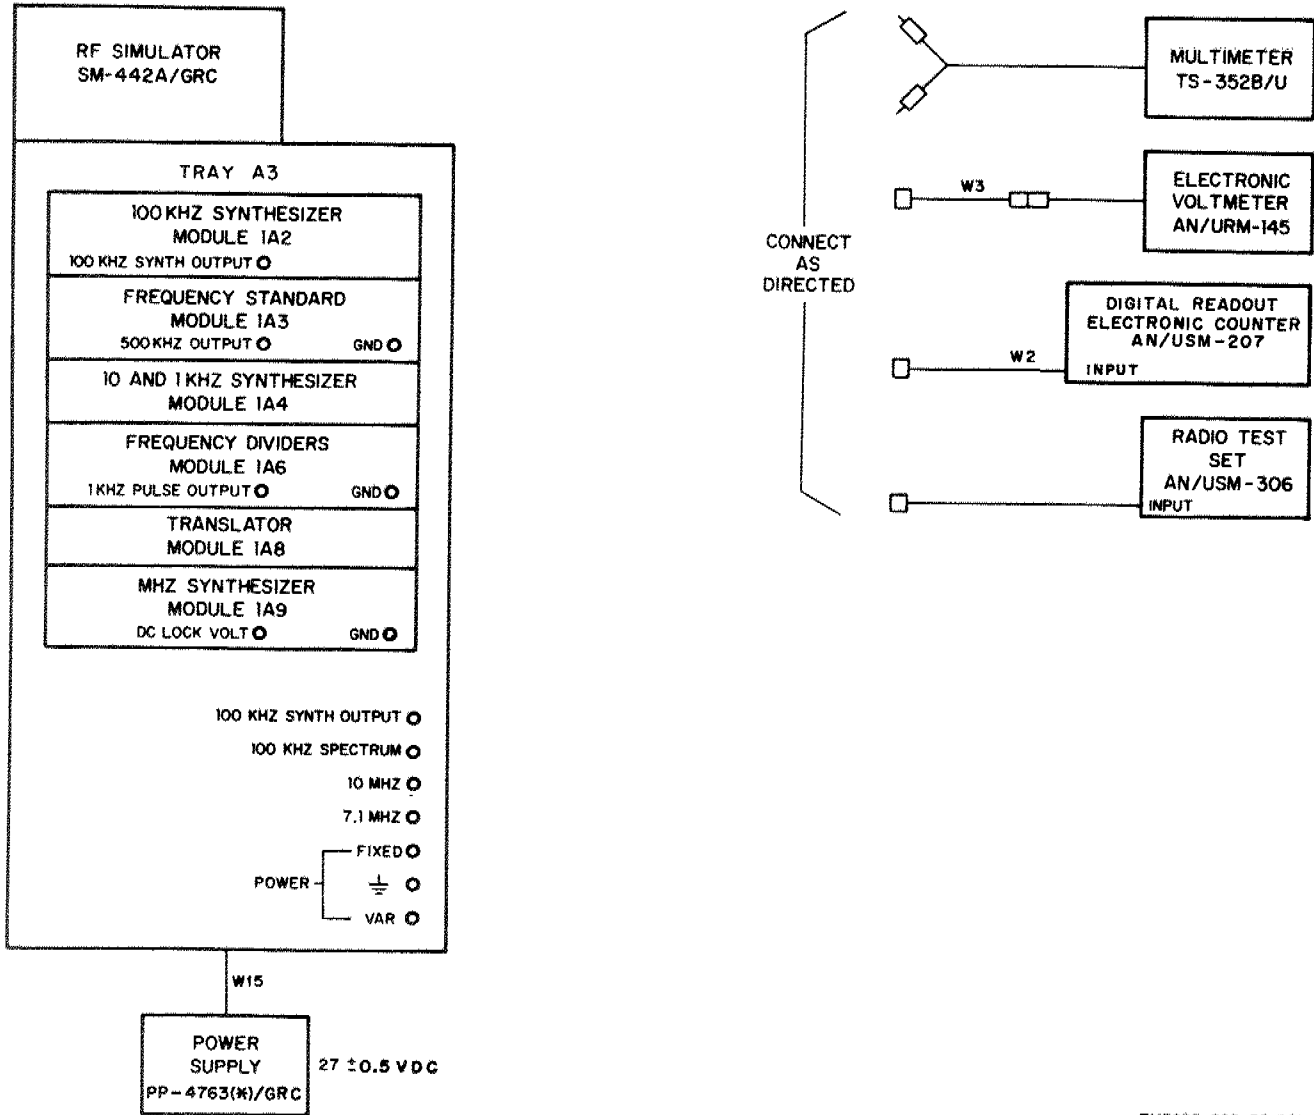 RF SIMULATOR
SM-442A/GRC
TRAY A3
100 KHZ SYNTHESIZER
MODULE 1A2
100 KHZ SYNTH OUTPUT
FREQUENCY STANDARD
MODULE 1A3
500 KHZ OUTPUT GND
10 AND 1 KHZ SYNTHESIZER
MODULE 1A4
FREQUENCY DIVIDERS
MODULE 1A6
1 KHZ PULSE OUTPUT GND
TRANSLATOR
MODULE 1A8
MHZ SYNTHESIZER
MODULE 1A9
DC LOCK VOLT GND
100 KHZ SYNTH OUTPUT
100 KHZ SPECTRUM
10 MHZ
7.1 MHZ
FIXED
POWER
VAR
W15
POWER
SUPPLY
PP-4763(*)/GRC
27 ±0.5 VDC
CONNECT
AS
DIRECTED
MULTIMETER
TS-352B/U
W3
ELECTRONIC
VOLTMETER
AN/URM-145
W2
DIGITAL READOUT
ELECTRONIC COUNTER
AN/USM-207
INPUT
RADIO TEST
SET
AN/USM-306
INPUT